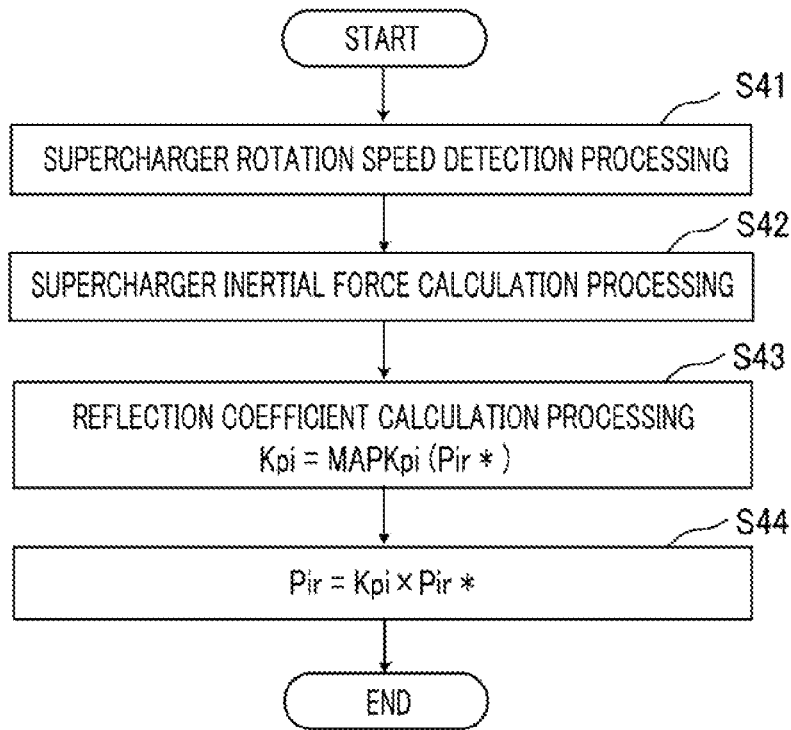 START
S41
SUPERCHARGER ROTATION SPEED DETECTION PROCESSING
S42
SUPERCHARGER INERTIAL FORCE CALCULATION PROCESSING
S43
REFLECTION COEFFICIENT CALCULATION PROCESSING
Kpi = MAPKpi (Pir *)
S44
Pir = Kpi × Pir *
END